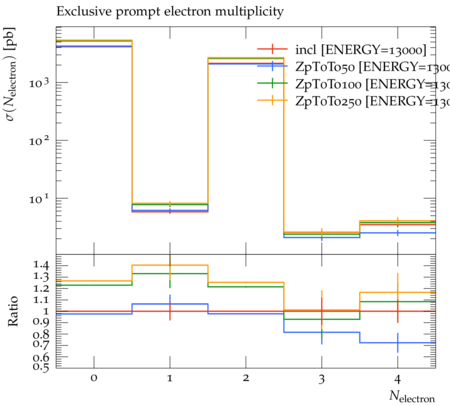 Exclusive prompt electron multiplicity
σ(N_electron) [pb]
10^3
10^1
incl [ENERGY=13000]
ZpToTo50 [ENERGY=1300
ZpToTo100 [ENERGY=130
ZpToTo250 [ENERGY=130
Ratio
1.4
1.3
1.2
1.1
1
0.9
0.8
0.7
0.6
0.5
0 1 2 3 4
N_electron